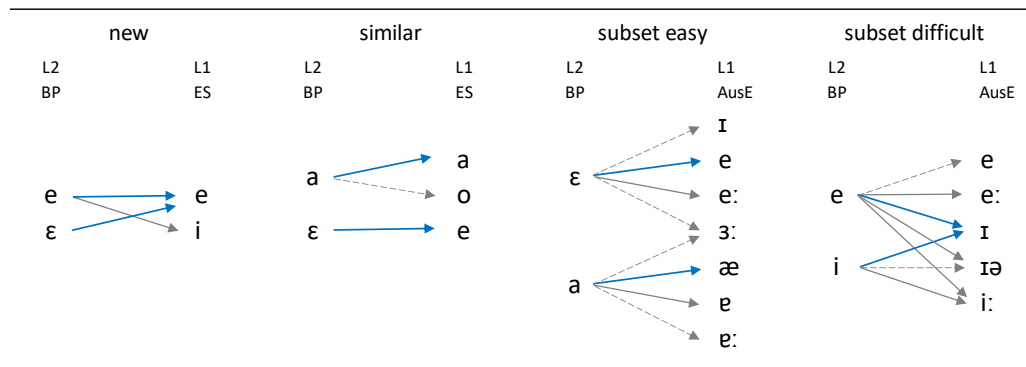 new similar subset easy subset difficult
L2 L1 L2 L1 L2 L1 L2 L1
BP ES BP ES BP AusE BP AusE
ɪ
a e e
e e a ɛ o eː e eː
ɛ i ɛ e ɜː ɪ
a æ i ɪə
ɐ iː
ɐː